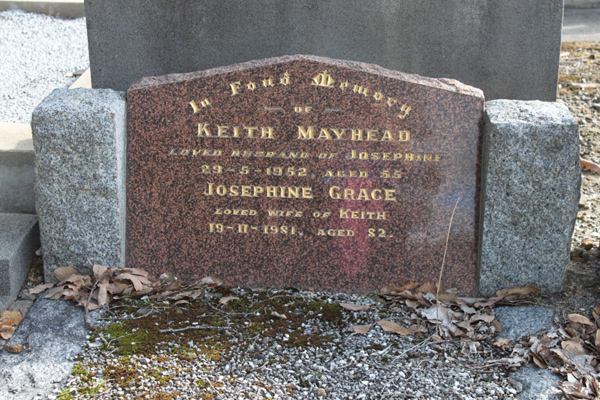 In Fond Memory
— OF —
KEITH MAYHEAD
LOVED HUSBAND OF JOSEPHINE
29-5-1952 AGED 55
JOSEPHINE GRACE
LOVED WIFE OF KEITH
19-11-1981, AGED 82.